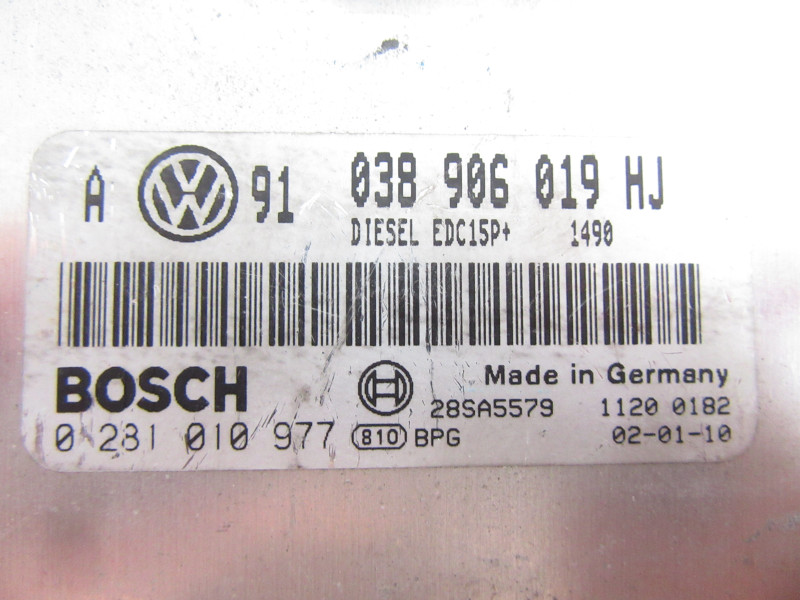 A VW 91 038 906 019 HJ
DIESEL EDC15P+ 1490
BOSCH Made in Germany
28SA5579 1120 0182
0 281 010 977 810 BPG 02-01-10